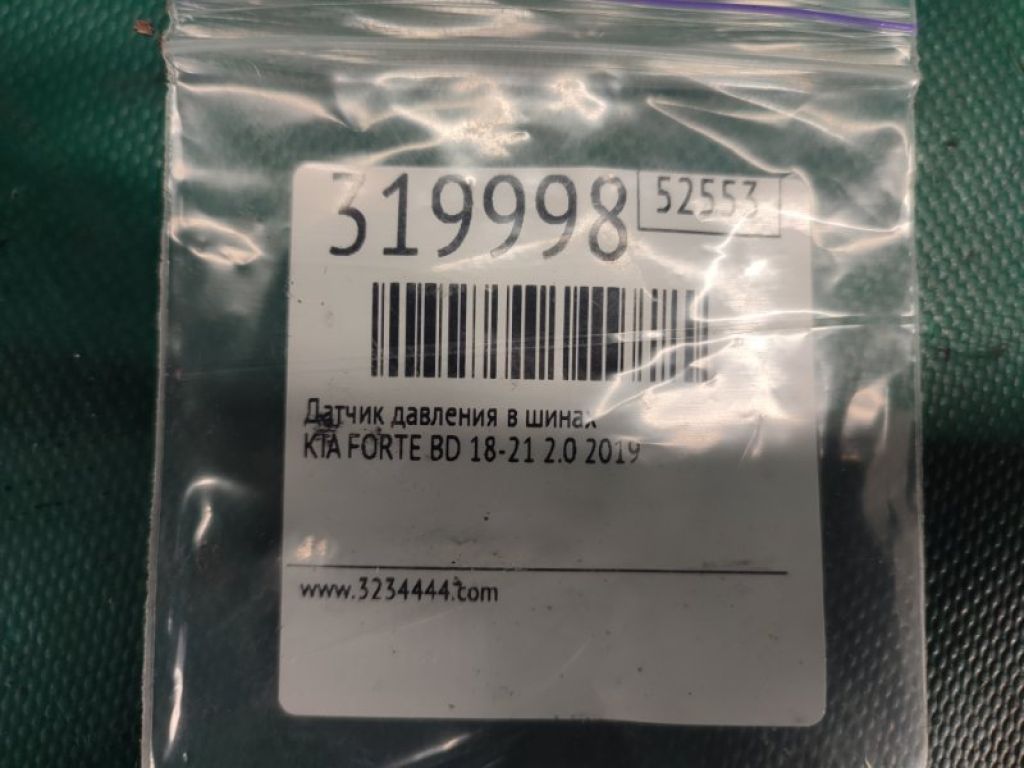 319998 52553
Датчик давления в шинах
KIA FORTE BD 18-21 2.0 2019
www.3234444.com